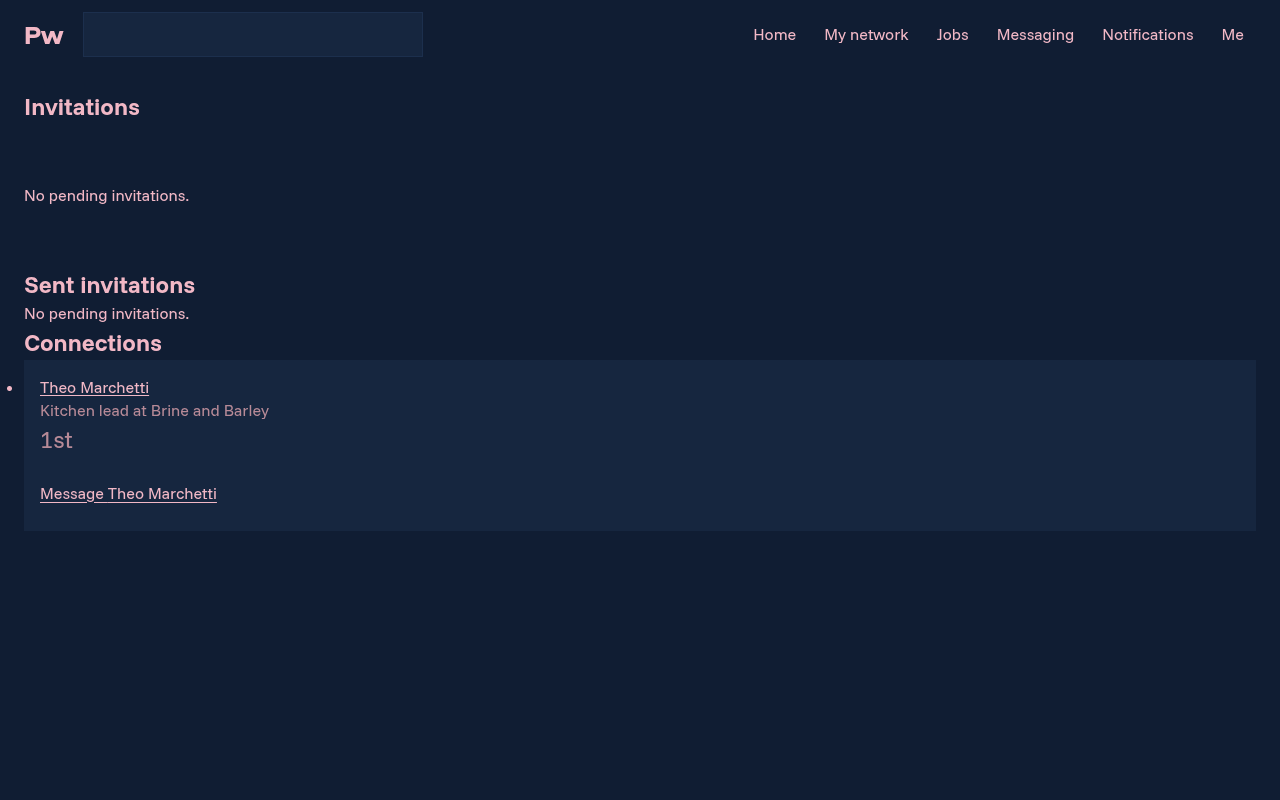 Pw
Home My network Jobs Messaging Notifications Me
Invitations
No pending invitations.
Sent invitations
No pending invitations.
Connections
Theo Marchetti
Kitchen lead at Brine and Barley
1st
Message Theo Marchetti